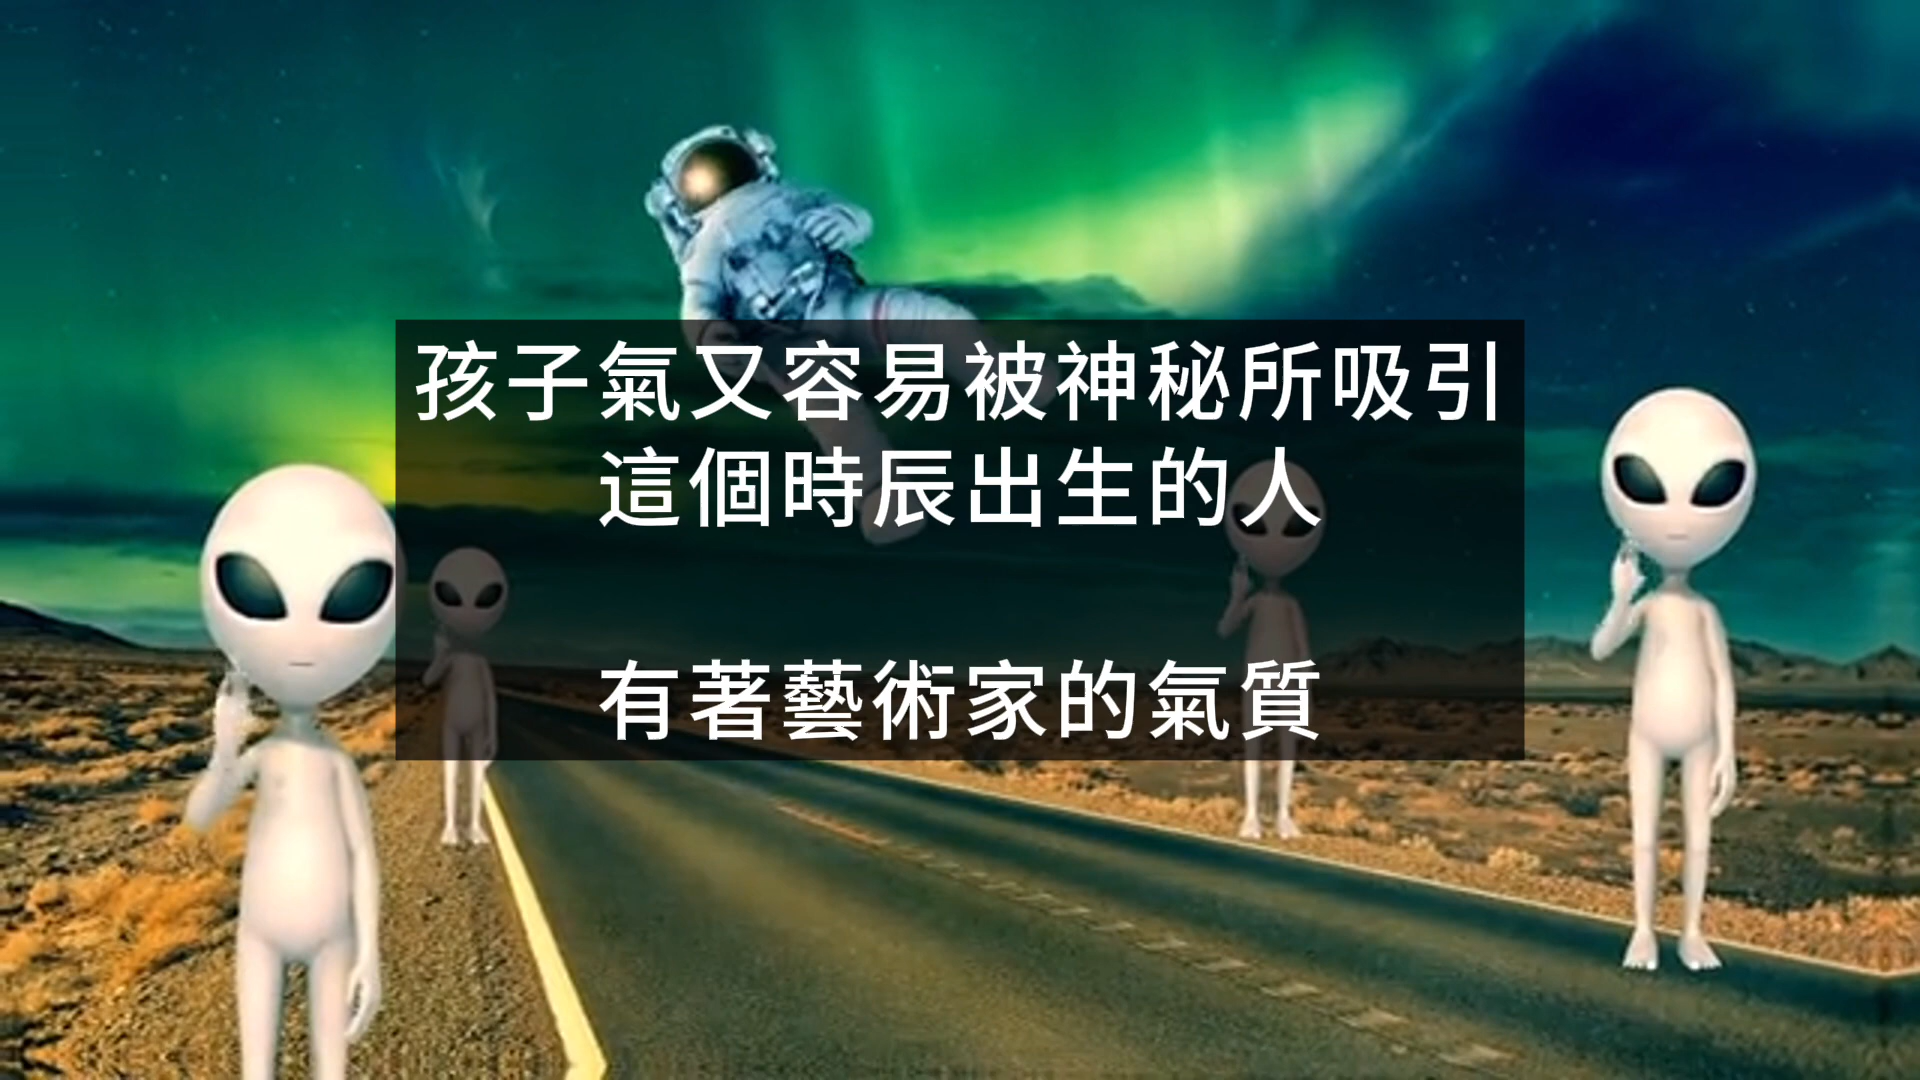 孩子氣又容易被神秘所吸引
這個時辰出生的人
有著藝術家的氣質